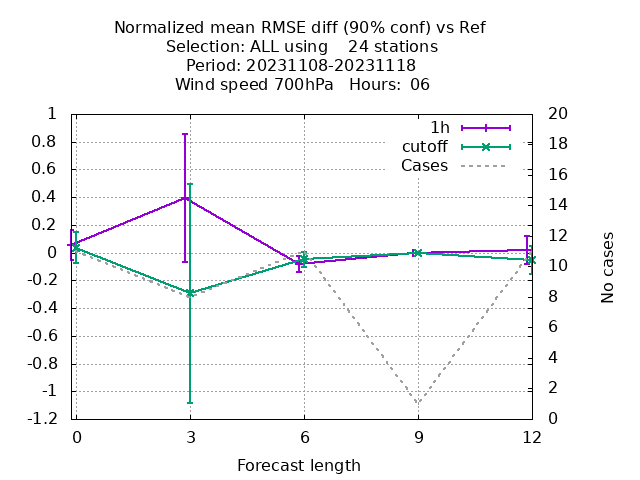 Normalized mean RMSE diff (90% conf) vs Ref
Selection: ALL using    24 stations
Period: 20231108-20231118
Wind speed 700hPa   Hours:  06
1h
cutoff
Cases
1
0.8
0.6
0.4
0.2
0
-0.2
-0.4
-0.6
-0.8
-1
-1.2
20
18
16
14
12
10
8
6
4
2
0
No cases
0 3 6 9 12
Forecast length